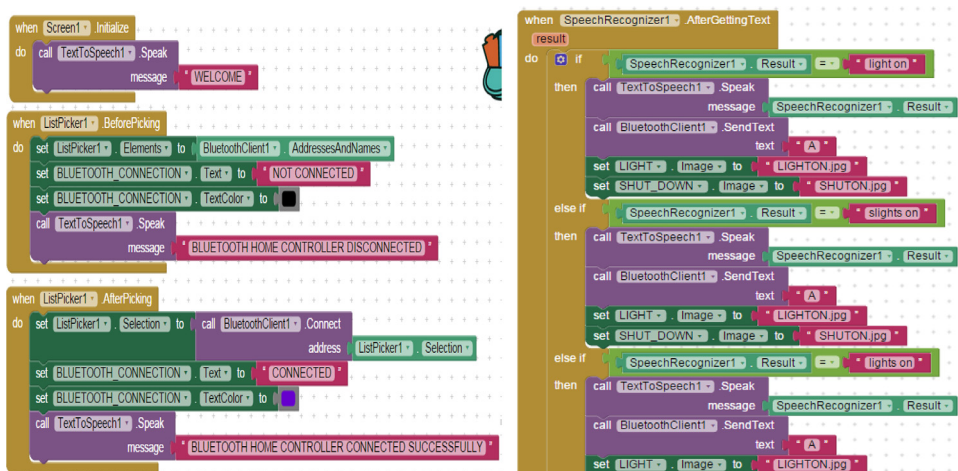 when Screen1 .Initialize
do call TextToSpeech1 .Speak
message " WELCOME "
when ListPicker1 .BeforePicking
do set ListPicker1 . Elements to BluetoothClient1 . AddressesAndNames
set BLUETOOTH_CONNECTION . Text to " NOT CONNECTED "
set BLUETOOTH_CONNECTION . TextColor to
call TextToSpeech1 .Speak
message " BLUETOOTH HOME CONTROLLER DISCONNECTED "
when ListPicker1 .AfterPicking
do set ListPicker1 . Selection to call BluetoothClient1 .Connect
address ListPicker1 . Selection
set BLUETOOTH_CONNECTION . Text to " CONNECTED "
set BLUETOOTH_CONNECTION . TextColor to
call TextToSpeech1 .Speak
message " BLUETOOTH HOME CONTROLLER CONNECTED SUCCESSFULLY "
when SpeechRecognizer1 .AfterGettingText
result
do if SpeechRecognizer1 . Result = " light on "
then call TextToSpeech1 .Speak
message SpeechRecognizer1 . Result
call BluetoothClient1 .SendText
text " A "
set LIGHT . Image to " LIGHTON.jpg "
set SHUT_DOWN . Image to " SHUTON.jpg "
else if SpeechRecognizer1 . Result = " slights on "
then call TextToSpeech1 .Speak
message SpeechRecognizer1 . Result
call BluetoothClient1 .SendText
text " A "
set LIGHT . Image to " LIGHTON.jpg "
set SHUT_DOWN . Image to " SHUTON.jpg "
else if SpeechRecognizer1 . Result = " lights on "
then call TextToSpeech1 .Speak
message SpeechRecognizer1 . Result
call BluetoothClient1 .SendText
text " A "
set LIGHT . Image to " LIGHTON.jpg "